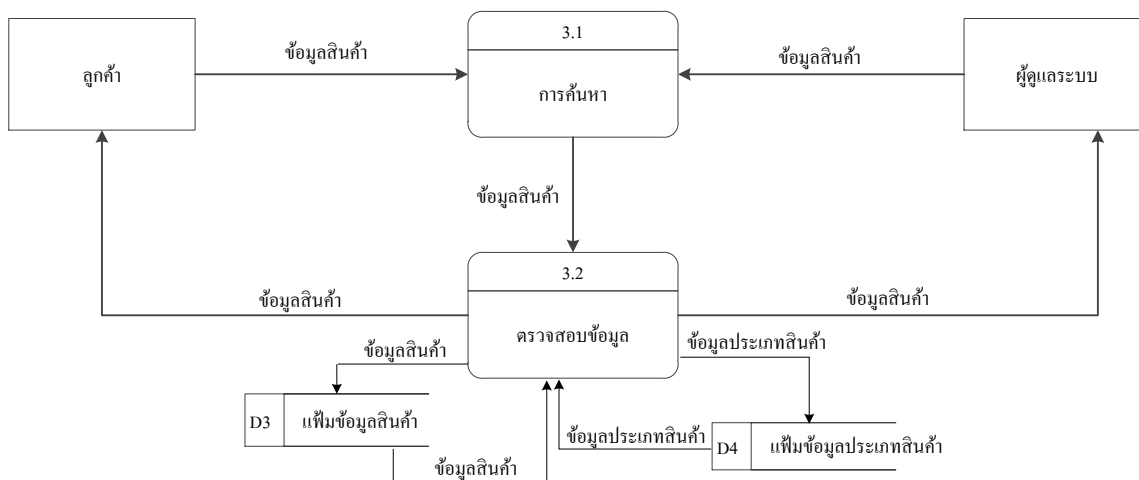 3.1
ข้อมูลสินค้า
ข้อมูลสินค้า
ลูกค้า
การค้นหา
ผู้ดูแลระบบ
ข้อมูลสินค้า
3.2
ข้อมูลสินค้า
ข้อมูลสินค้า
ตรวจสอบข้อมูล
ข้อมูลสินค้า
ข้อมูลประเภทสินค้า
D3
แฟ้มข้อมูลสินค้า
ข้อมูลประเภทสินค้า
D4
แฟ้มข้อมูลประเภทสินค้า
ข้อมูลสินค้า